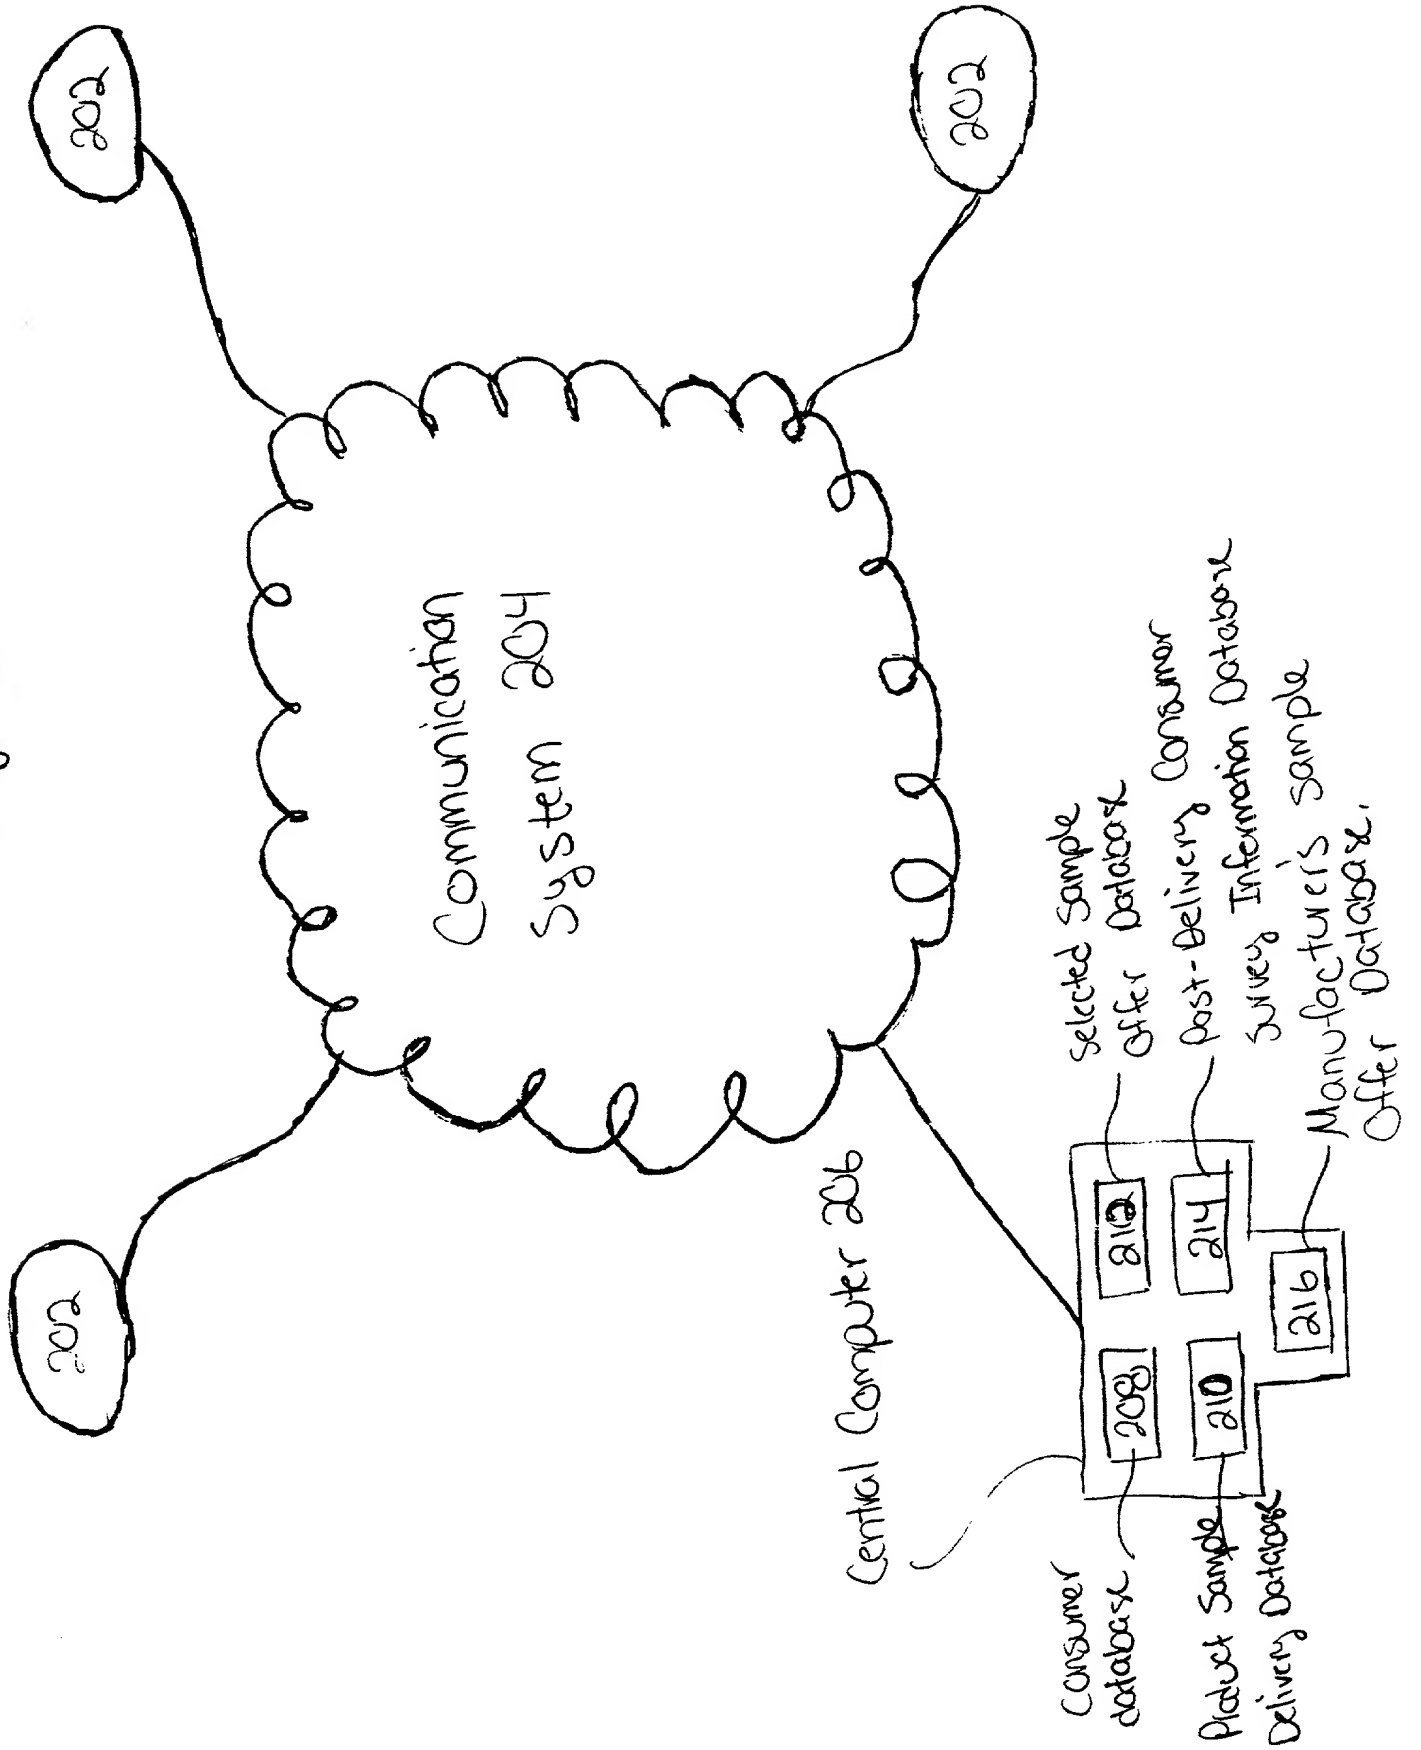 202
202
202
Communication
System 204
Central Computer 206
Selected Sample
Offer Database
Post-Delivery Consumer
Survey Information Database
Manufacturer's Sample
Offer Database.
212
214
216
208
210
Consumer
database
Product Sample
Delivery Database